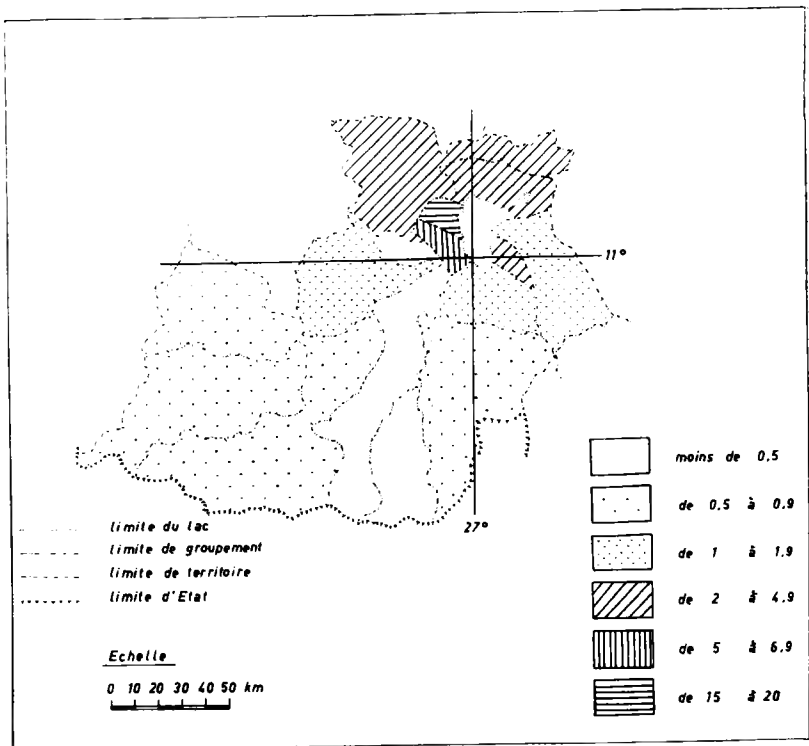 11°
27°
moins de 0,5
de 0,5 à 0,9
de 1 à 1,9
de 2 à 4,9
de 5 à 6,9
de 15 à 20
limite du lac
limite de groupement
limite de territoire
limite d'Etat
Echelle
0 10 20 30 40 50 km